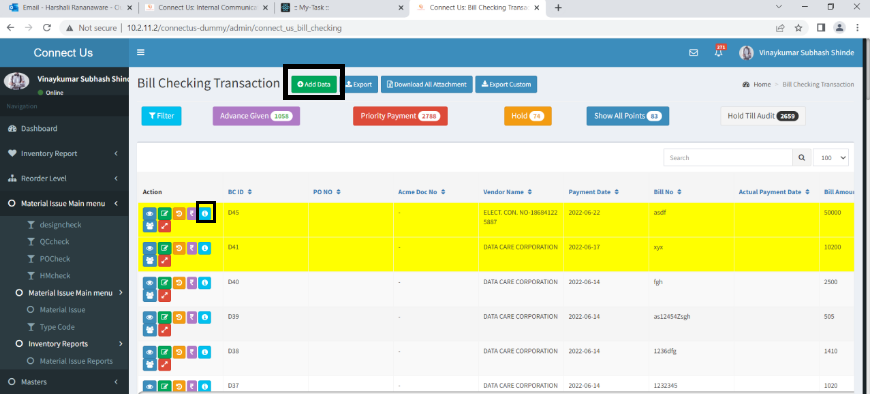 Email - Harshali Rananaware - O
Connect Us: Internal Communica
:: My-Task ::
Connect Us: Bill Checking Transa
Not secure | 10.2.11.2/connectus-dummy/admin/connect_us_bill_checking
Connect Us
271
Vinaykumar Subhash Shinde
Vinaykumar Subhash Shinde
Online
Navigation
Bill Checking Transaction
Add Data
Export
Download All Attachment
Export Custom
Home > Bill Checking Transaction
Filter
Advance Given 1056
Priority Payment 2788
Hold 78
Show All Points 83
Hold Till Audit 2659
Dashboard
Inventory Report
Reorder Level
Material Issue Main menu
designcheck
QCcheck
POCheck
HMcheck
Material Issue Main menu
Material Issue
Type Code
Inventory Reports
Material Issue Reports
Masters
Search
100
Action BC ID PO NO Acme Doc No Vendor Name Payment Date Bill No Actual Payment Date Bill Amoun
D45 - ELECT. CON. NO-18684122 5887 2022-06-22 asdf 50000
D41 - DATA CARE CORPORATION 2022-06-17 xyx 10209
D40 - DATA CARE CORPORATION 2022-06-14 fgh 2500
D39 - DATA CARE CORPORATION 2022-06-14 as12454Zsgh 505
D38 - DATA CARE CORPORATION 2022-06-14 1236dfg 1410
D37 - DATA CARE CORPORATION 2022-06-14 1232345 1020